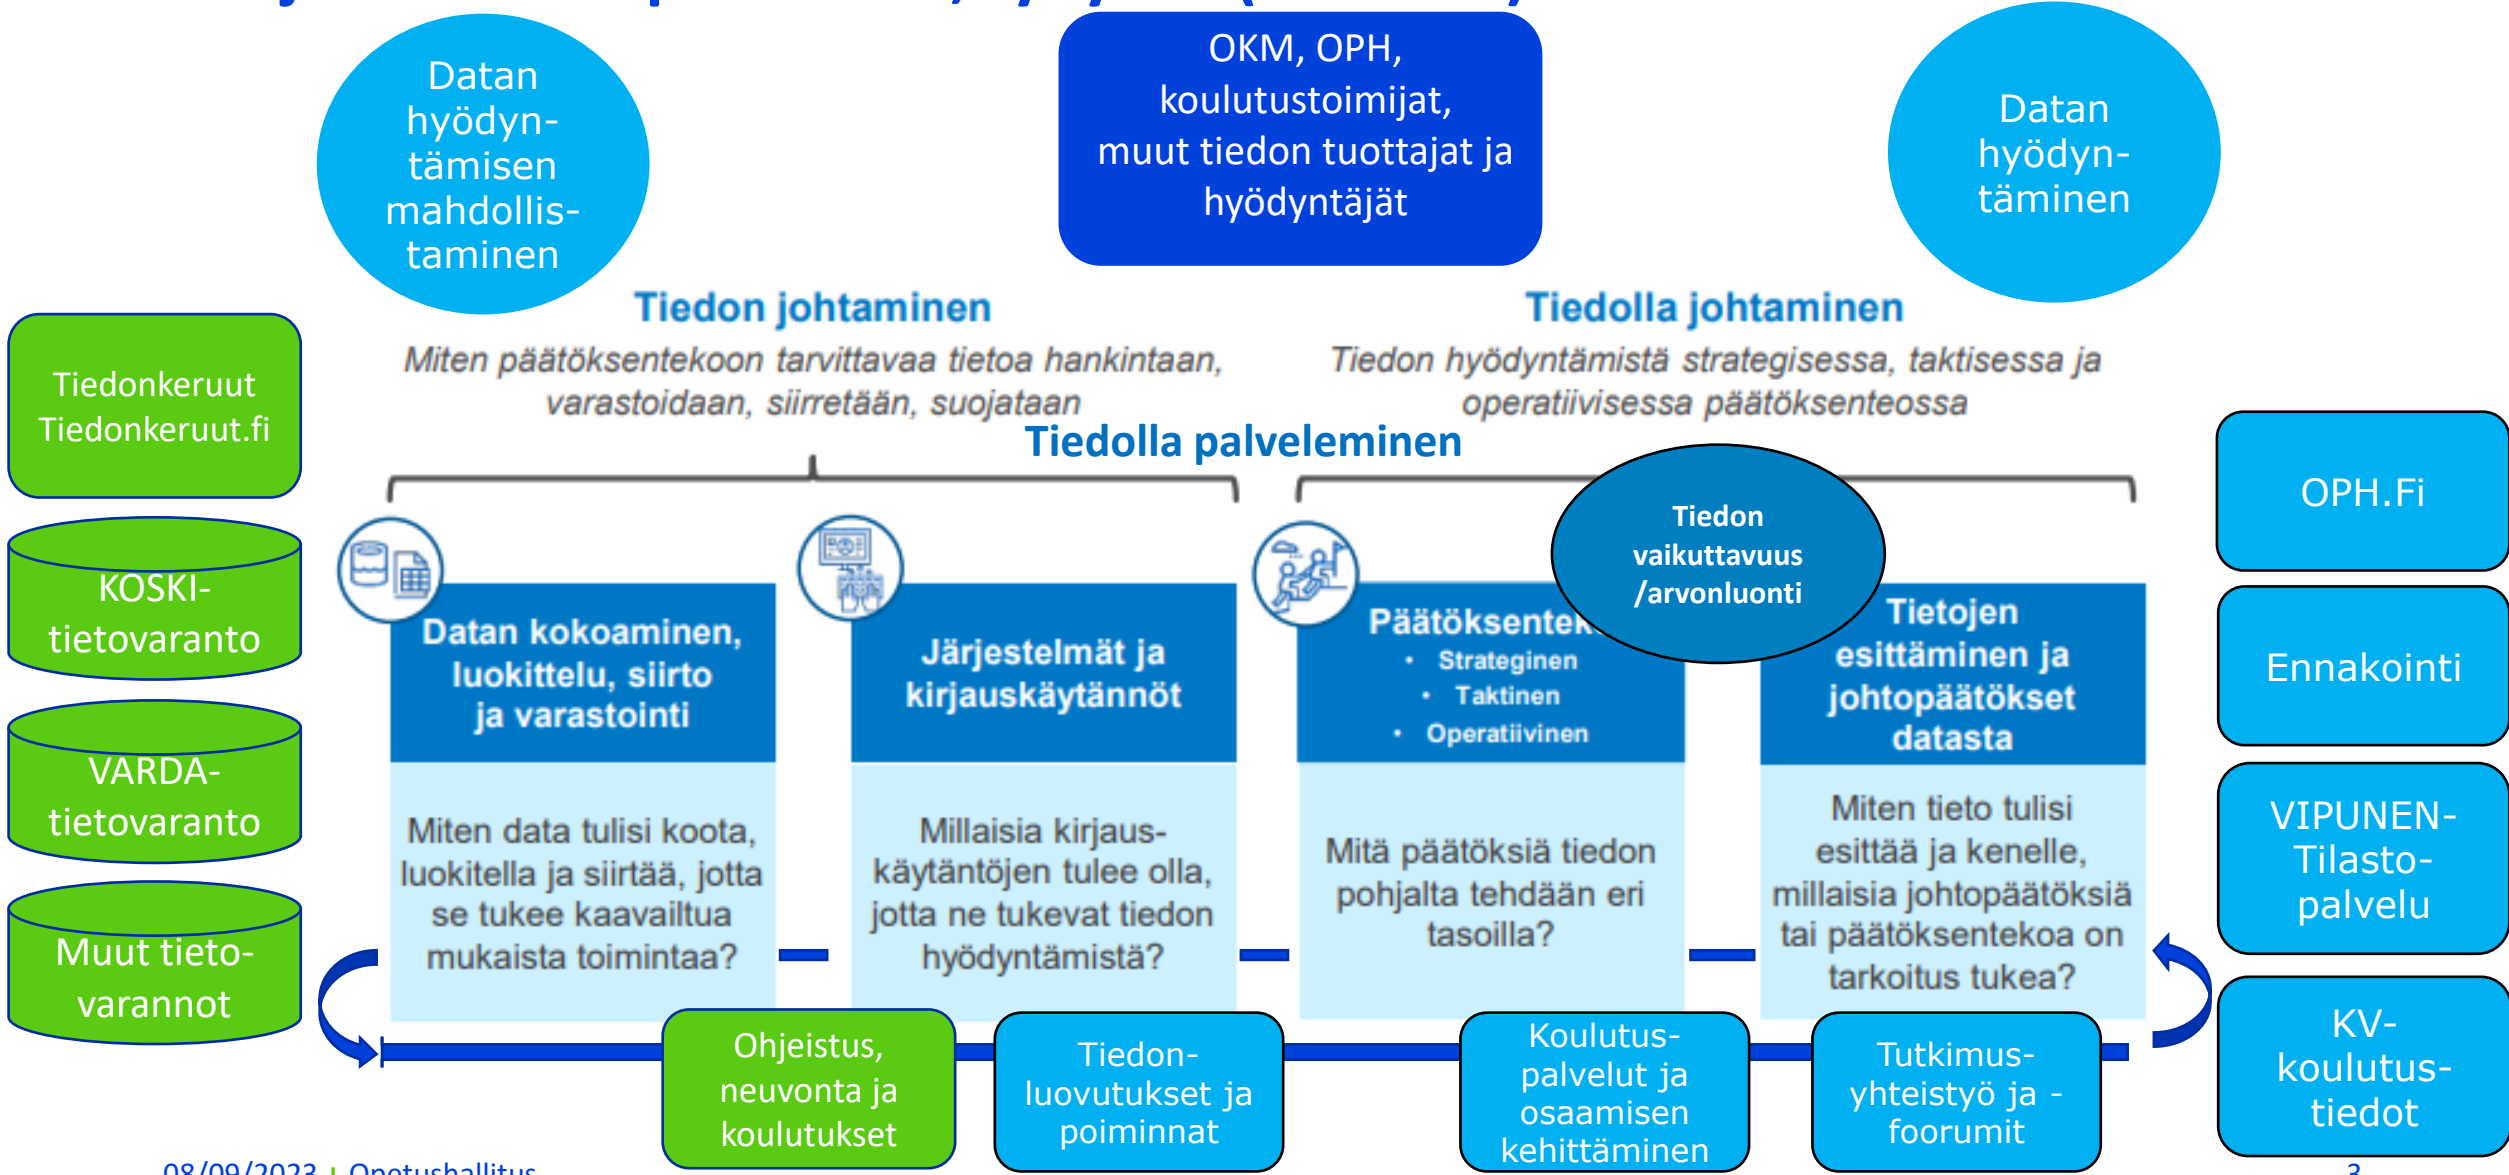 Datan
hyödyn-
tämisen
mahdollis-
taminen
OKM, OPH,
koulutustoimijat,
muut tiedon tuottajat ja
hyödyntäjät
Datan
hyödyn-
täminen
Tiedon johtaminen
Miten päätöksentekoon tarvittavaa tietoa hankintaan,
varastoidaan, siirretään, suojataan
Tiedolla johtaminen
Tiedon hyödyntämistä strategisessa, taktisessa ja
operatiivisessa päätöksenteossa
Tiedolla palveleminen
Tiedonkeruut
Tiedonkeruut.fi
KOSKI-
tietovaranto
VARDA-
tietovaranto
Muut tieto-
varannot
Datan kokoaminen,
luokittelu, siirto
ja varastointi
Miten data tulisi koota,
luokitella ja siirtää, jotta
se tukee kaavailtua
mukaista toimintaa?
Järjestelmät ja
kirjauskäytännöt
Millaisia kirjaus-
käytäntöjen tulee olla,
jotta ne tukevat tiedon
hyödyntämistä?
Tiedon
vaikuttavuus
/arvonluonti
• Strateginen
• Taktinen
• Operatiivinen
Mitä päätöksiä tiedon
pohjalta tehdään eri
tasoilla?
Tietojen
esittäminen ja
johtopäätökset
datasta
Miten tieto tulisi
esittää ja kenelle,
millaisia johtopäätöksiä
tai päätöksentekoa on
tarkoitus tukea?
OPH.Fi
Ennakointi
VIPUNEN-
Tilasto-
palvelu
KV-
koulutus-
tiedot
Ohjeistus,
neuvonta ja
koulutukset
Tiedon-
luovutukset ja
poiminnat
Koulutus-
palvelut ja
osaamisen
kehittäminen
Tutkimus-
yhteistyö ja -
foorumit
08/09/2023 | Opetushallitus
3